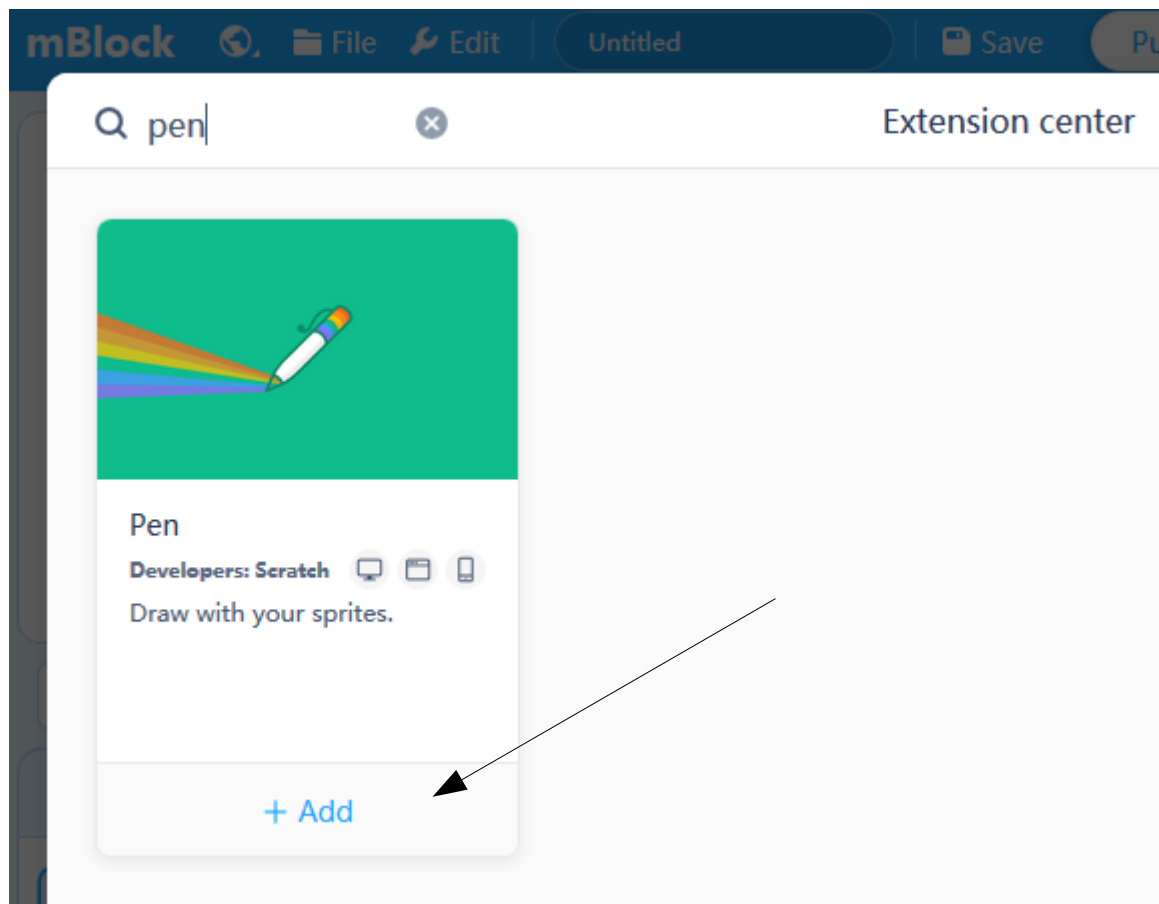 mBlock File Edit Untitled Save
pen Extension center
Pen
Developers: Scratch
Draw with your sprites.
+ Add